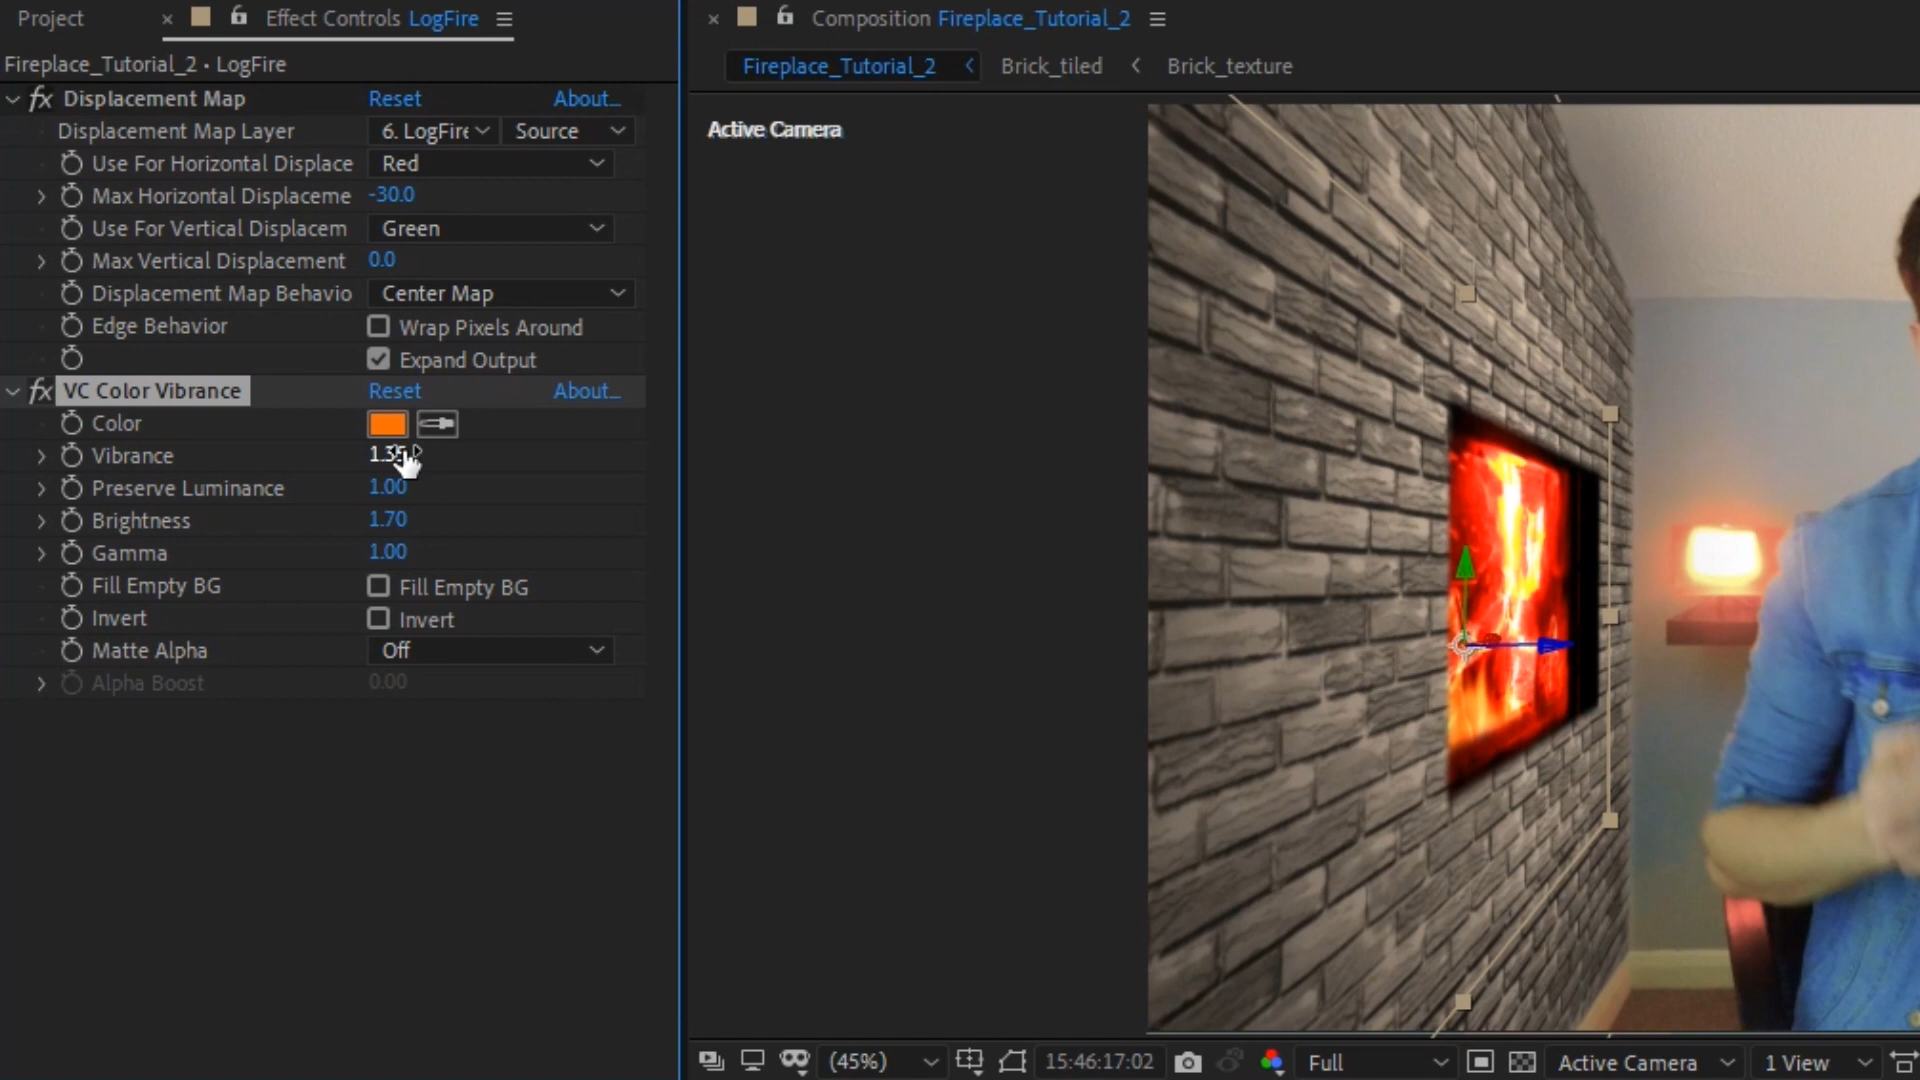 Project
Effect Controls LogFire
Fireplace_Tutorial_2 • LogFire
fx Displacement Map Reset About...
Displacement Map Layer 6. LogFire Source
Use For Horizontal Displace Red
Max Horizontal Displaceme -30.0
Use For Vertical Displacem Green
Max Vertical Displacement 0.0
Displacement Map Behavio Center Map
Edge Behavior Wrap Pixels Around
Expand Output
fx VC Color Vibrance Reset About...
Color
Vibrance
Preserve Luminance 1.00
Brightness 1.70
Gamma 1.00
Fill Empty BG Fill Empty BG
Invert Invert
Matte Alpha Off
Alpha Boost 0.00
Composition Fireplace_Tutorial_2
Fireplace_Tutorial_2 Brick_tiled Brick_texture
Active Camera
(45%) 15:46:17:02 Full Active Camera 1 View